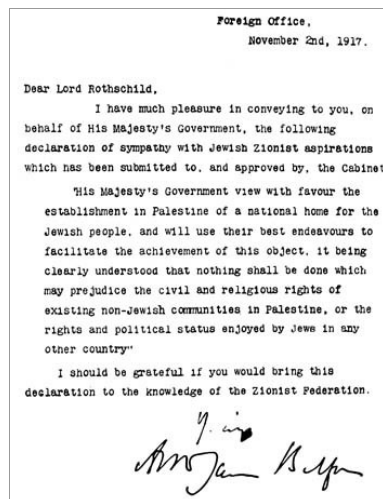 Foreign Office,
November 2nd, 1917.
Dear Lord Rothschild,
I have much pleasure in conveying to you, on
behalf of His Majesty's Government, the following
declaration of sympathy with Jewish Zionist aspirations
which has been submitted to, and approved by, the Cabinet
"His Majesty's Government view with favour the
establishment in Palestine of a national home for the
Jewish people, and will use their best endeavours to
facilitate the achievement of this object, it being
clearly understood that nothing shall be done which
may prejudice the civil and religious rights of
existing non-Jewish communities in Palestine, or the
rights and political status enjoyed by Jews in any
other country"
I should be grateful if you would bring this
declaration to the knowledge of the Zionist Federation.